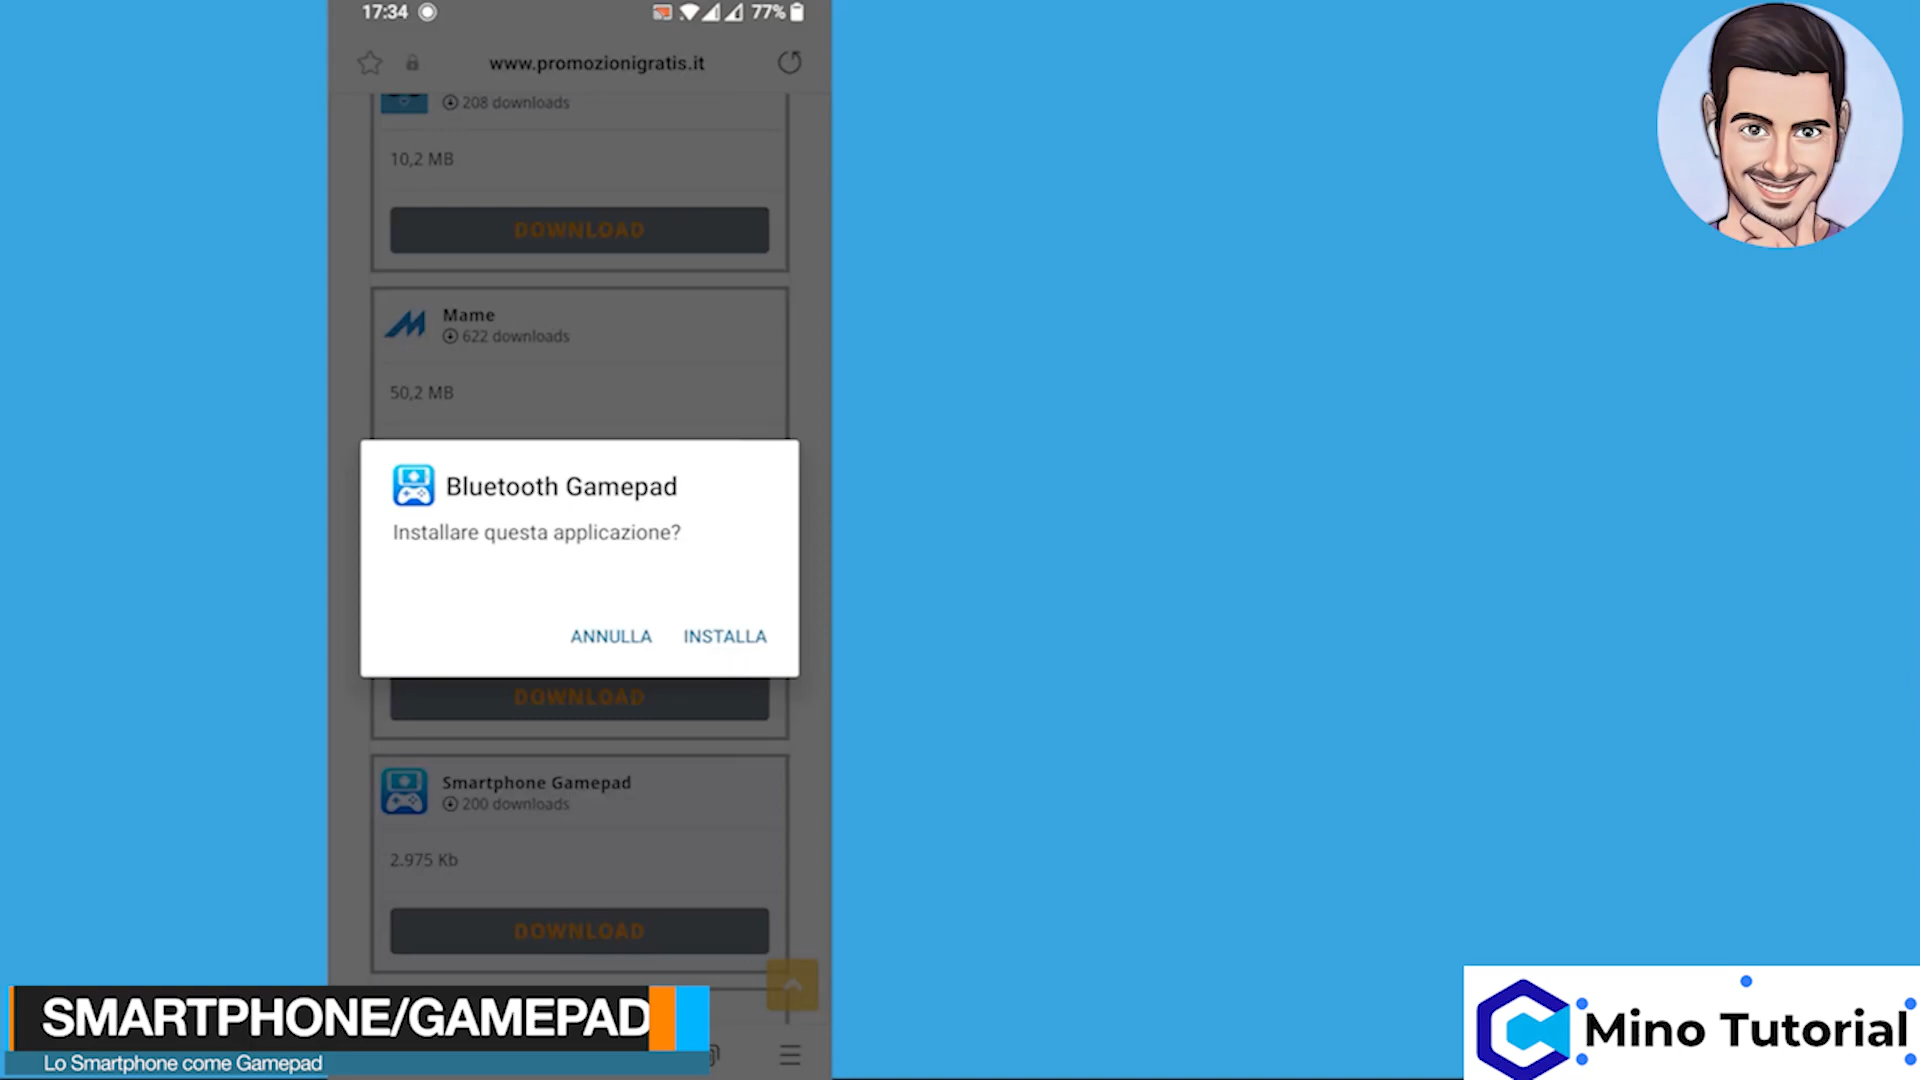 17:34
77%
www.promozionigratis.it
208 downloads
10,2 MB
DOWNLOAD
Mame
622 downloads
50,2 MB
Bluetooth Gamepad
Installare questa applicazione?
ANNULLA INSTALLA
DOWNLOAD
Smartphone Gamepad
200 downloads
2.975 Kb
DOWNLOAD
SMARTPHONE/GAMEPAD
Lo Smartphone come Gamepad
Mino Tutorial